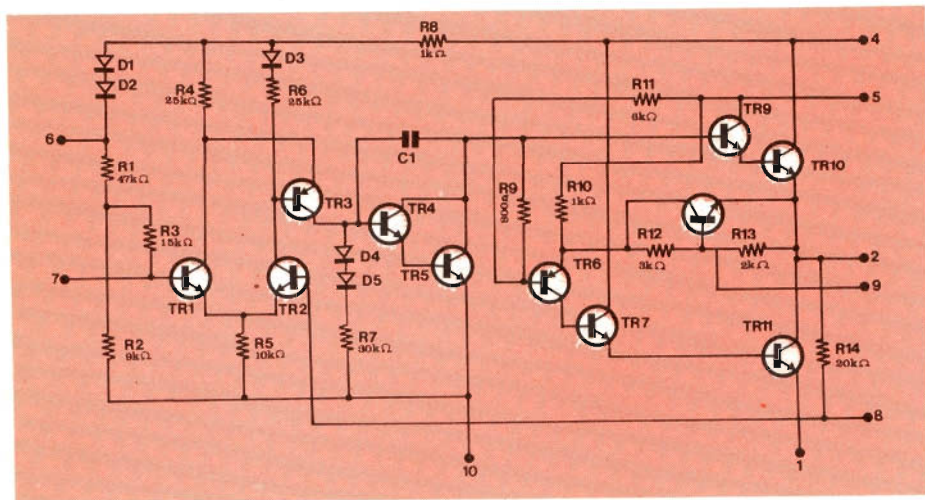 R8
1kΩ
4
D1
D2
R4
25kΩ
D3
R6
25kΩ
R11
6kΩ
TR9
5
6
C1
TR10
R1
47kΩ
R9
800Ω
R10
1kΩ
TR3
TR4
R3
15kΩ
D4
TR6
R12
3kΩ
R13
2kΩ
2
7
TR1
TR2
D5
TR5
9
TR7
TR11
R2
9kΩ
R5
10kΩ
R7
30kΩ
R14
20kΩ
8
10
1